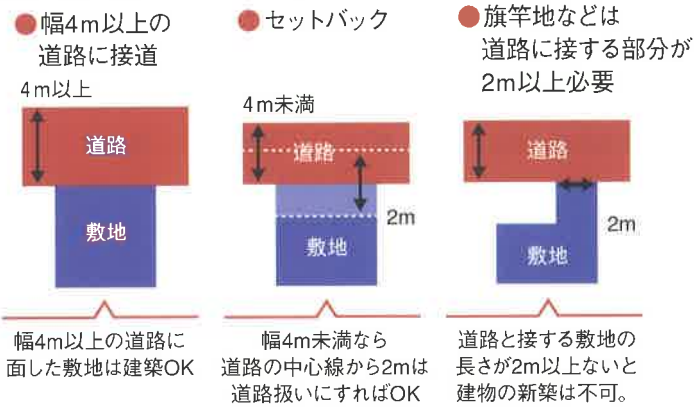 ●幅4m以上の
道路に接道
4m以上
道路
敷地
幅4m以上の道路に
面した敷地は建築OK
●セットバック
4m未満
道路
2m
敷地
幅4m未満なら
道路の中心線から2mは
道路扱いにすればOK
●旗竿地などは
道路に接する部分が
2m以上必要
道路
2m
敷地
道路と接する敷地の
長さが2m以上ないと
建物の新築は不可。